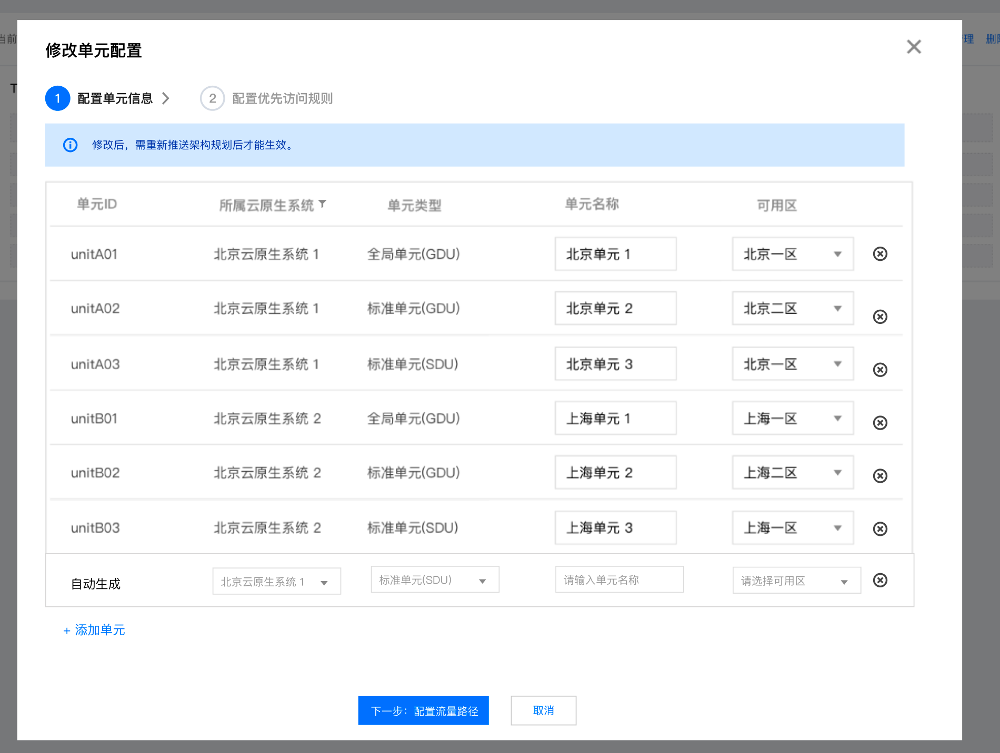 当前
理 删
修改单元配置
1 配置单元信息 2 配置优先访问规则
T
修改后，需重新推送架构规划后才能生效。
单元ID 所属云原生系统 单元类型 单元名称 可用区
unitA01 北京云原生系统 1 全局单元(GDU) 北京单元 1 北京一区
unitA02 北京云原生系统 1 标准单元(GDU) 北京单元 2 北京二区
unitA03 北京云原生系统 1 标准单元(SDU) 北京单元 3 北京一区
unitB01 北京云原生系统 2 全局单元(GDU) 上海单元 1 上海一区
unitB02 北京云原生系统 2 标准单元(GDU) 上海单元 2 上海二区
unitB03 北京云原生系统 2 标准单元(SDU) 上海单元 3 上海一区
自动生成 北京云原生系统 1 标准单元(SDU) 请输入单元名称 请选择可用区
+ 添加单元
下一步：配置流量路径 取消